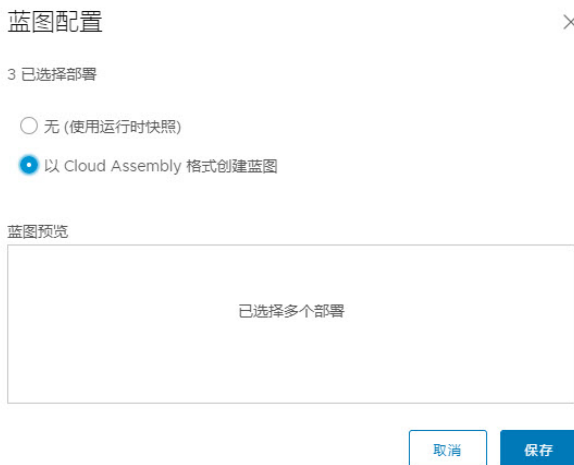 蓝图配置
3 已选择部署
无 (使用运行时快照)
以 Cloud Assembly 格式创建蓝图
蓝图预览
已选择多个部署
取消 保存